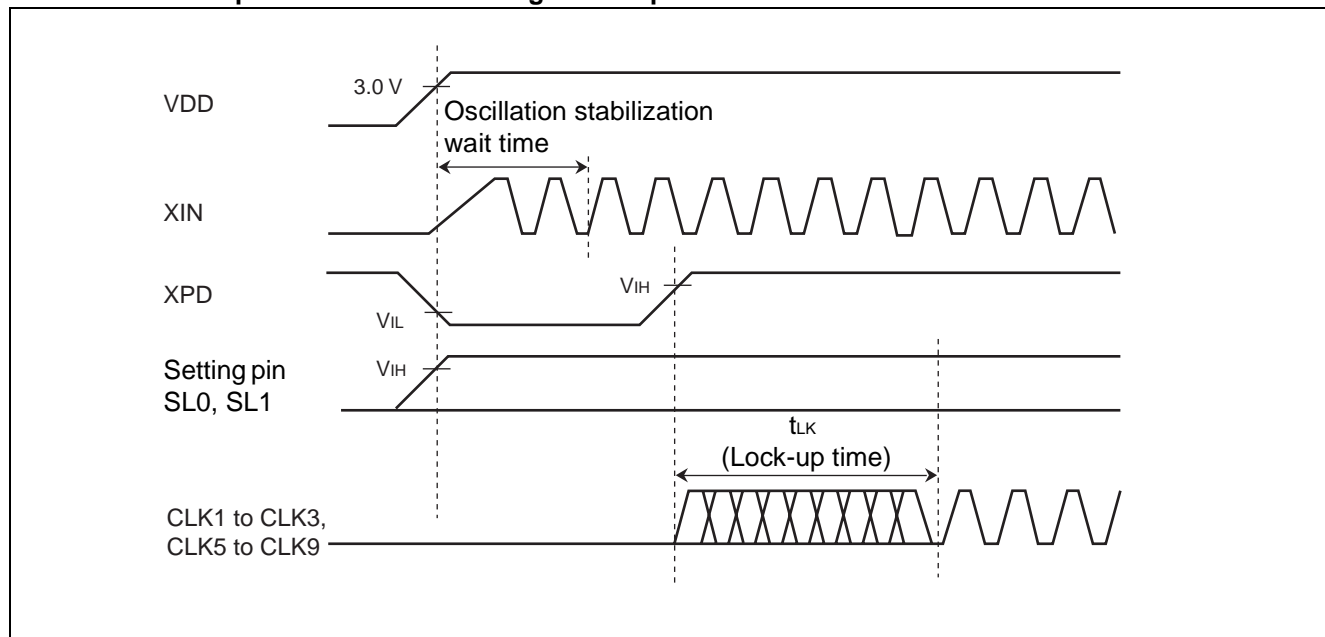 3.0 V
VDD
Oscillation stabilization
wait time
XIN
XPD
VIH
VIL
Setting pin
SL0, SL1
VIH
tLK
(Lock-up time)
CLK1 to CLK3,
CLK5 to CLK9